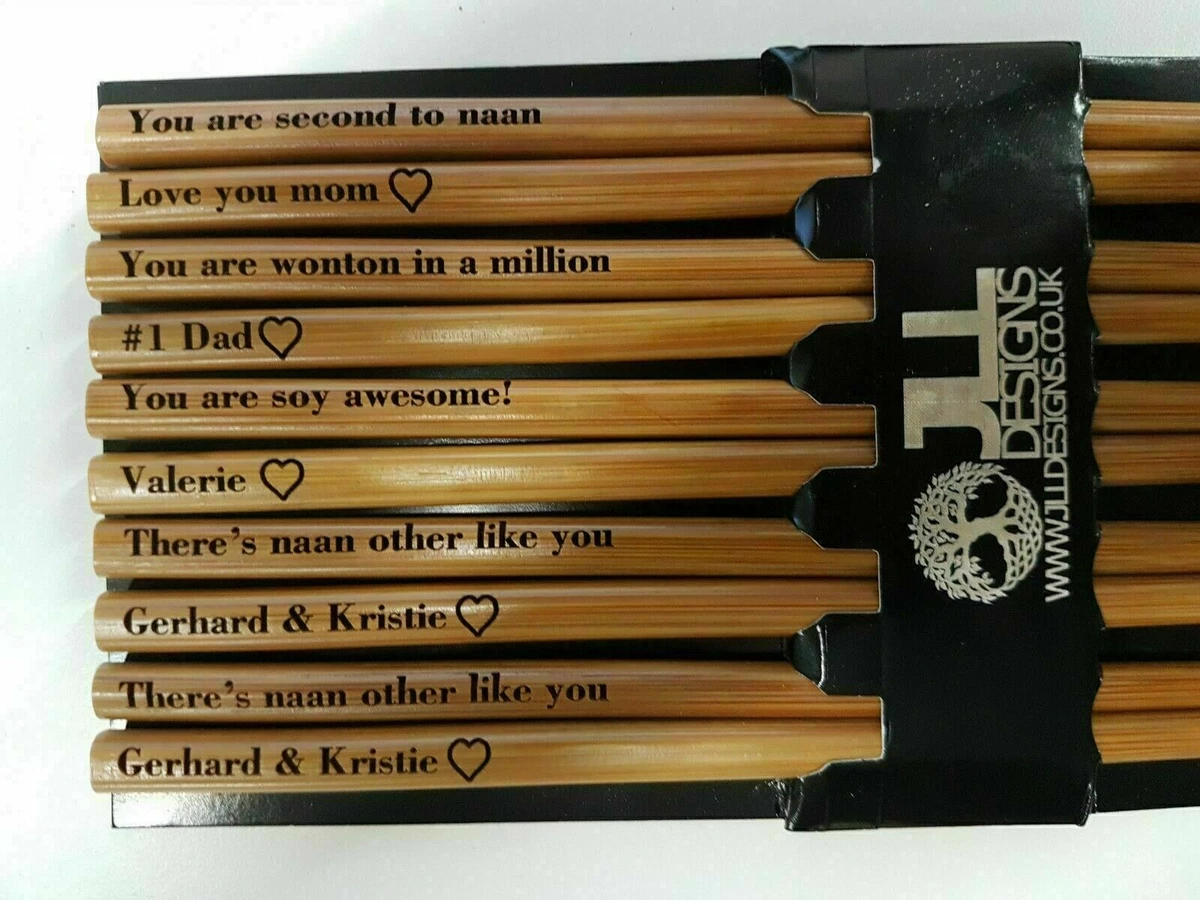 You are second to naan
Love you mom ♡
You are wonton in a million
#1 Dad ♡
You are soy awesome!
Valerie ♡
There's naan other like you
Gerhard & Kristie ♡
There's naan other like you
Gerhard & Kristie ♡
JLL
DESIGNS
WWW.JLLDESIGNS.CO.UK